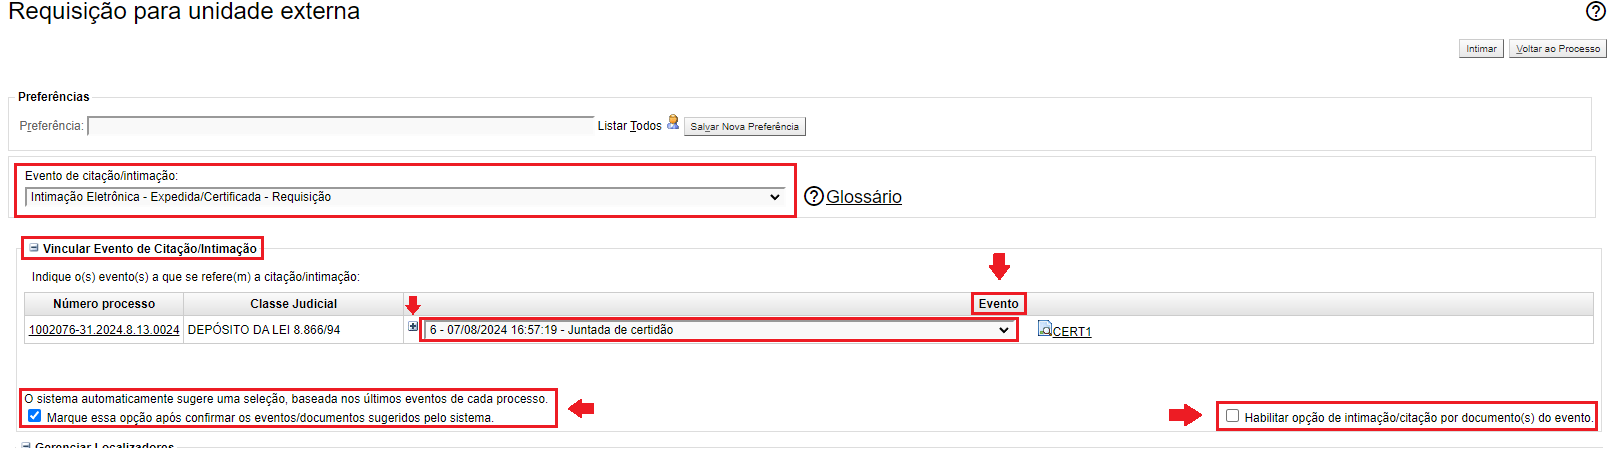 Requisição para unidade externa
Intimar Voltar ao Processo
Preferências
Preferência: Listar Todos Salvar Nova Preferência
Evento de citação/intimação:
Intimação Eletrônica - Expedida/Certificada - Requisição
Glossário
Vincular Evento de Citação/Intimação
Indique o(s) evento(s) a que se refere(m) a citação/intimação:
Número processo Classe Judicial Evento
1002076-31.2024.8.13.0024 DEPÓSITO DA LEI 8.866/94 6 - 07/08/2024 16:57:19 - Juntada de certidão CERT1
O sistema automaticamente sugere uma seleção, baseada nos últimos eventos de cada processo.
Marque essa opção após confirmar os eventos/documentos sugeridos pelo sistema. Habilitar opção de intimação/citação por documento(s) do evento.
Gerenciar Localizadores